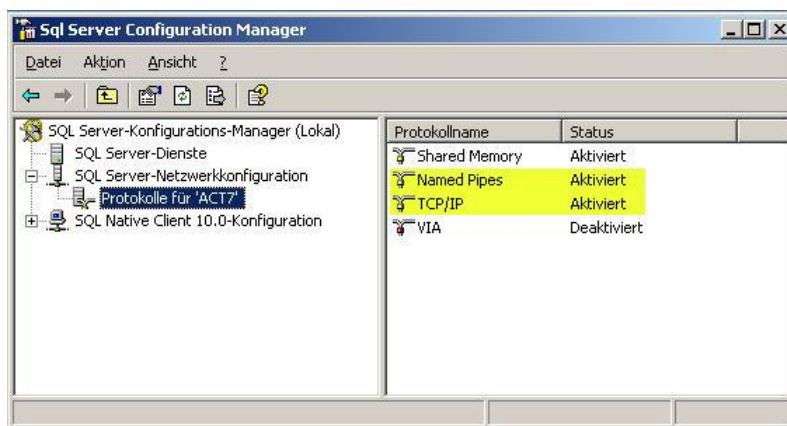 Sql Server Configuration Manager
Datei Aktion Ansicht ?
SQL Server-Konfigurations-Manager (Lokal)
SQL Server-Dienste
SQL Server-Netzwerkkonfiguration
Protokolle für 'ACT7'
SQL Native Client 10.0-Konfiguration
Protokollname Status
Shared Memory Aktiviert
Named Pipes Aktiviert
TCP/IP Aktiviert
VIA Deaktiviert